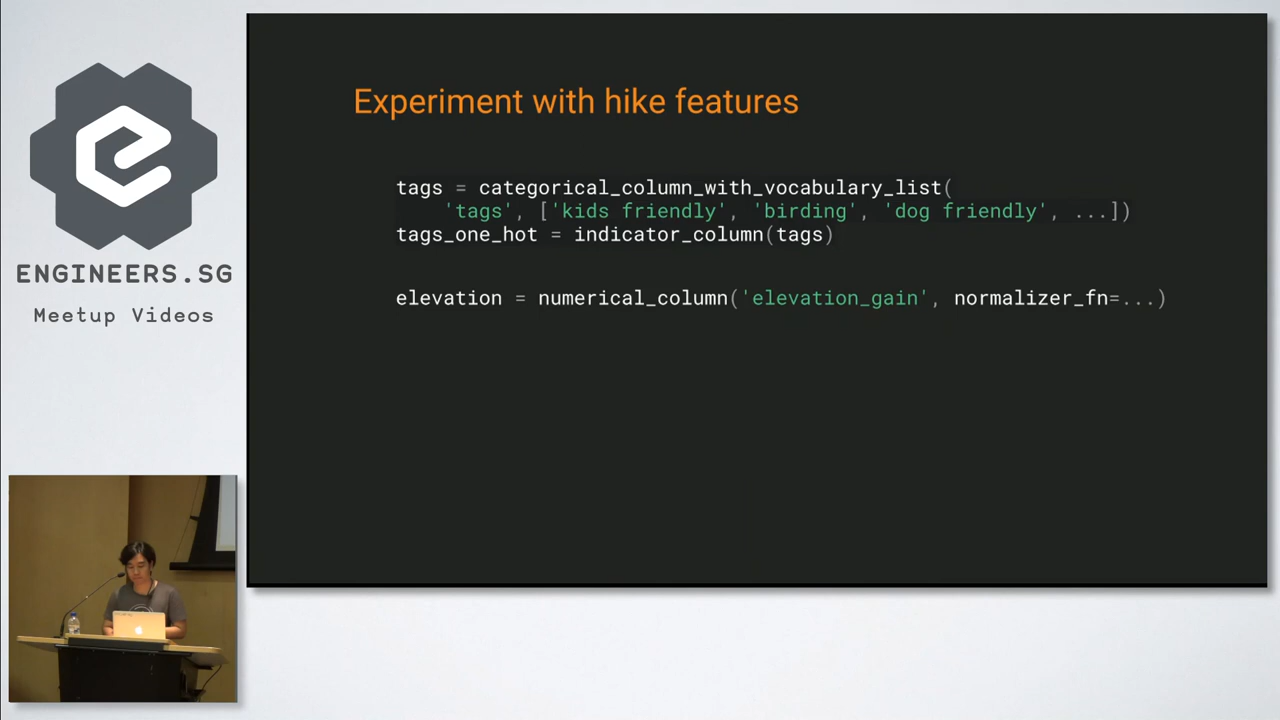 ENGINEERS.SG
Meetup Videos
Experiment with hike features
tags = categorical_column_with_vocabulary_list(
'tags', ['kids friendly', 'birding', 'dog friendly', ...])
tags_one_hot = indicator_column(tags)
elevation = numerical_column('elevation_gain', normalizer_fn=...)